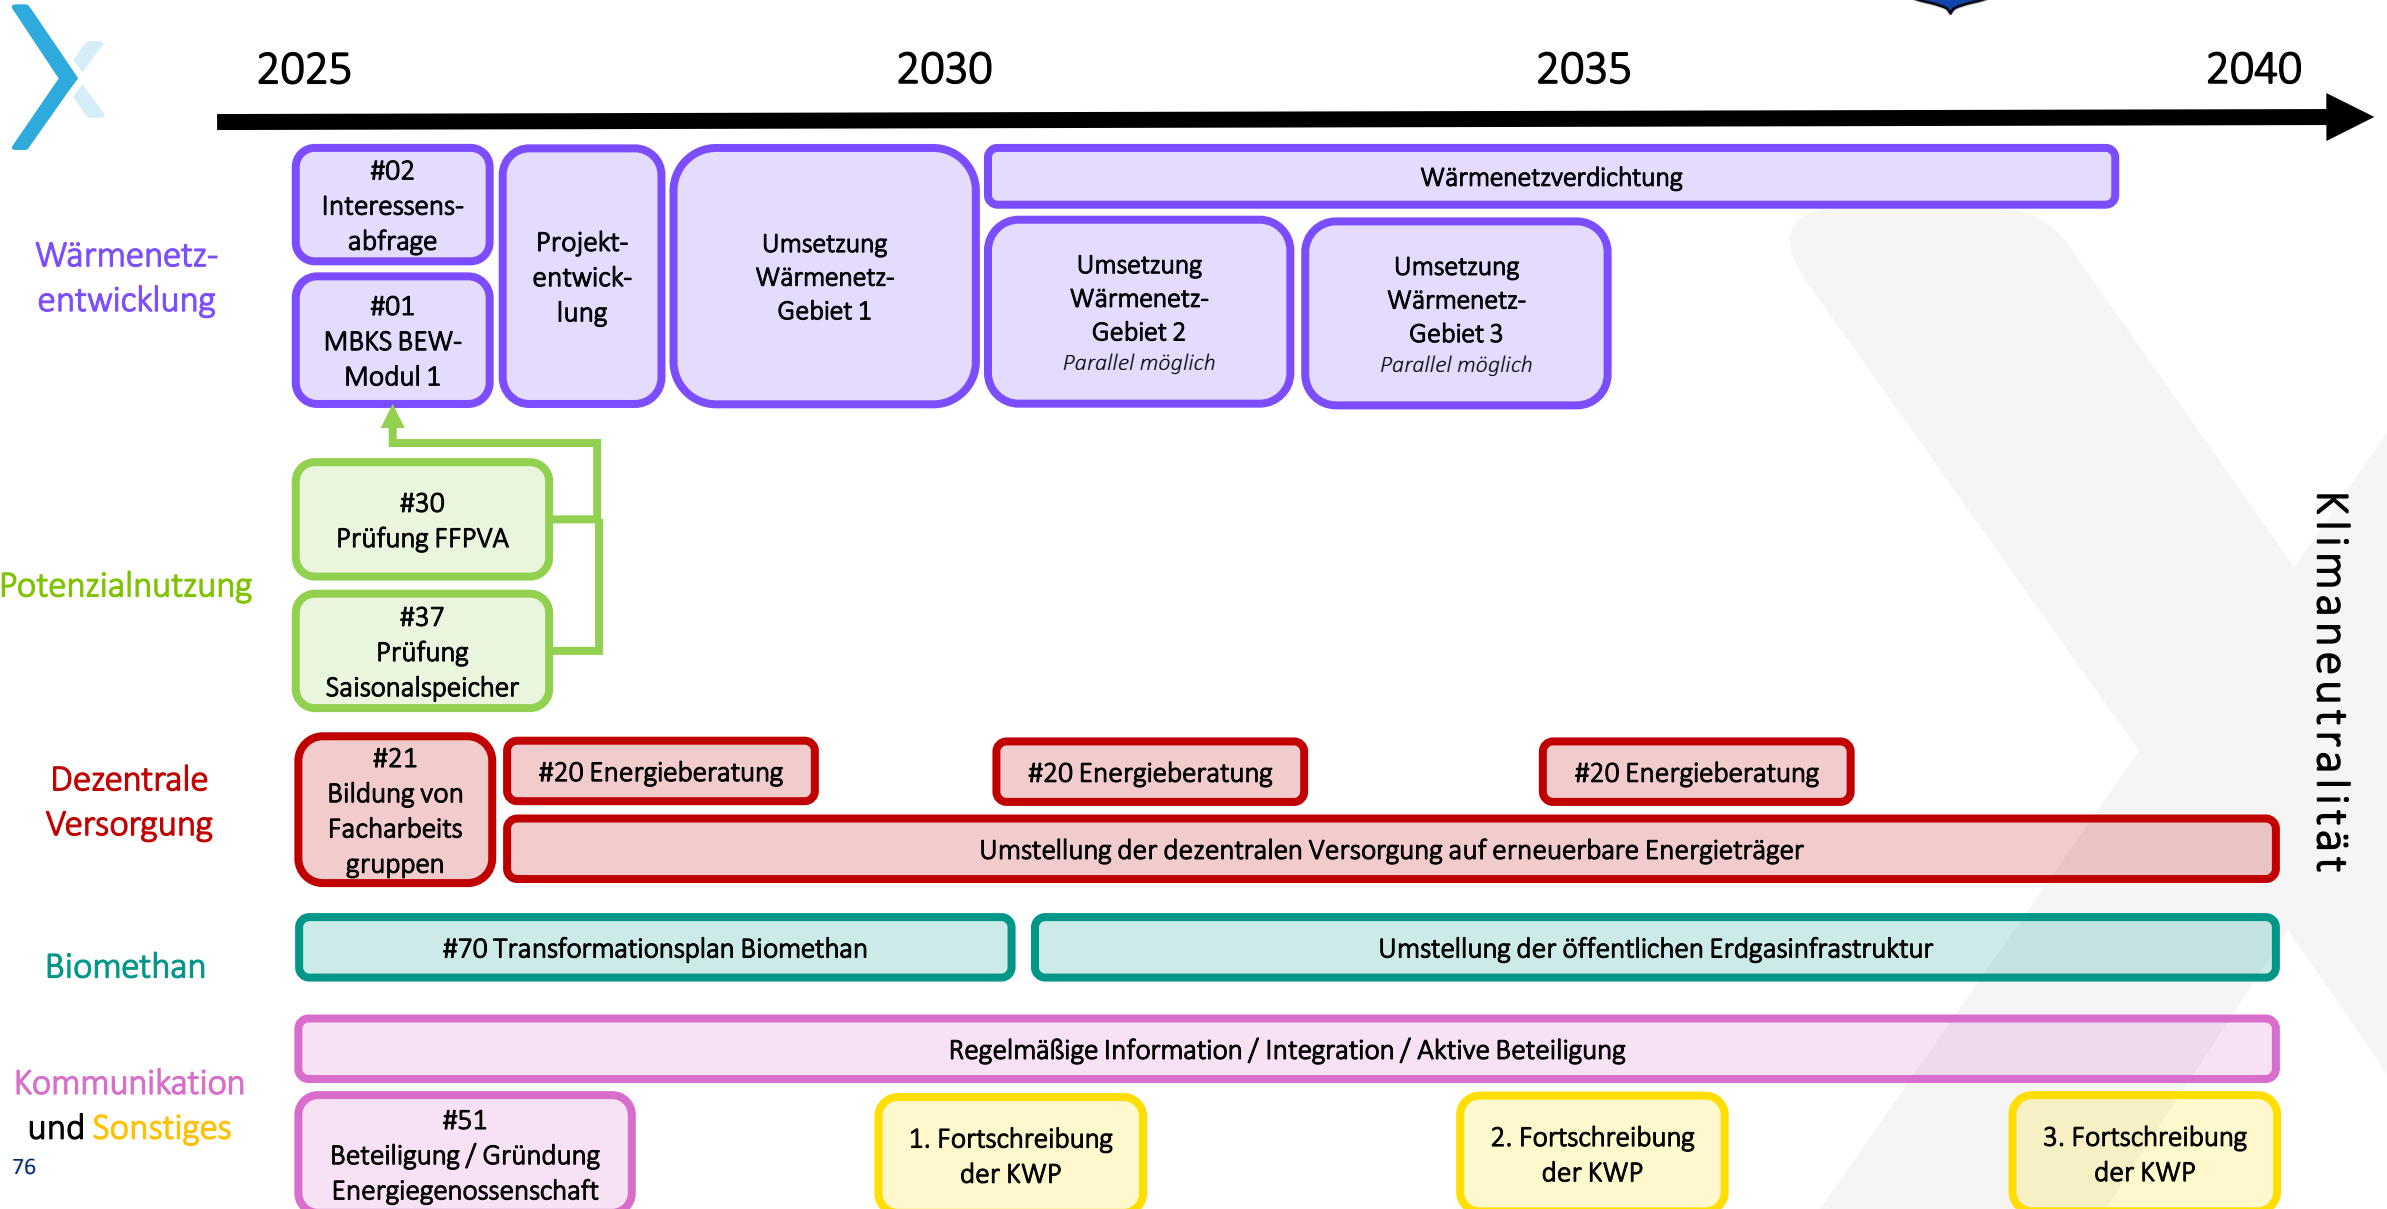 2025
2030
2035
2040
Wärmenetz-
entwicklung
#02
Interessens-
abfrage
#01
MBKS BEW-
Modul 1
Projekt-
entwick-
lung
Umsetzung
Wärmenetz-
Gebiet 1
Wärmenetzverdichtung
Umsetzung
Wärmenetz-
Gebiet 2
Parallel möglich
Umsetzung
Wärmenetz-
Gebiet 3
Parallel möglich
Potenzialnutzung
#30
Prüfung FFPVA
#37
Prüfung
Saisonalspeicher
Dezentrale
Versorgung
#21
Bildung von
Facharbeits
gruppen
#20 Energieberatung
#20 Energieberatung
#20 Energieberatung
Umstellung der dezentralen Versorgung auf erneuerbare Energieträger
Biomethan
#70 Transformationsplan Biomethan
Umstellung der öffentlichen Erdgasinfrastruktur
Kommunikation
und Sonstiges
Regelmäßige Information / Integration / Aktive Beteiligung
#51
Beteiligung / Gründung
Energiegenossenschaft
1. Fortschreibung
der KWP
2. Fortschreibung
der KWP
3. Fortschreibung
der KWP
Klimaneutralität
76